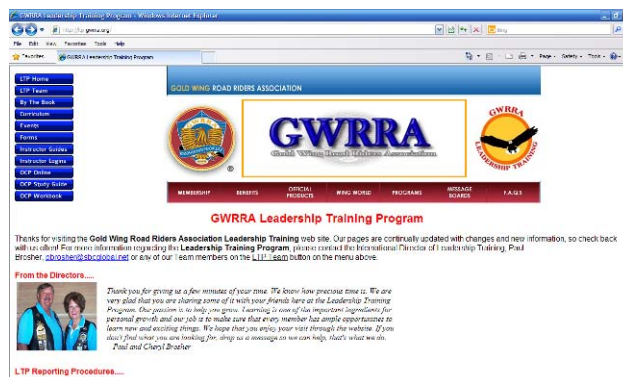 GWRRA Leadership Training Program - Windows Internet Explorer
File Edit View Favorites Tools Help
Favorites GWRRA Leadership Training Program
Page Safety Tools
LTP Home
LTP Team
By The Book
Curriculum
Events
Forms
Instructor Guides
Instructor Logins
OCP Online
OCP Study Guide
OCP Workbook
GOLD WING ROAD RIDERS ASSOCIATION
GWRRA
Gold Wing Road Riders Association
GWRRA
LEADERSHIP TRAINING
MEMBERSHIP BENEFITS OFFICIAL PRODUCTS WING WORLD PROGRAMS MESSAGE BOARDS F.A.Q.S
GWRRA Leadership Training Program
Thanks for visiting the Gold Wing Road Riders Association Leadership Training web site. Our pages are continually updated with changes and new information, so check back
with us often! For more information regarding the Leadership Training Program, please contact the International Director of Leadership Training, Paul
Brosher, pbrosher@sbcglobal.net or any of our Team members on the LTP Team button on the menu above.
From the Directors.....
Thank you for giving us a few minutes of your time. We know how precious time is. We are
very glad that you are sharing some of it with your friends here at the Leadership Training
Program. Our passion is to help you grow. Learning is one of the important ingredients for
personal growth and our job is to make sure that every member has ample opportunities to
learn new and exciting things. We hope that you enjoy your visit through the website. If you
don't find what you are looking for, drop us a message so we can help, that's what we do.
Paul and Cheryl Brosher
LTP Reporting Procedures.....